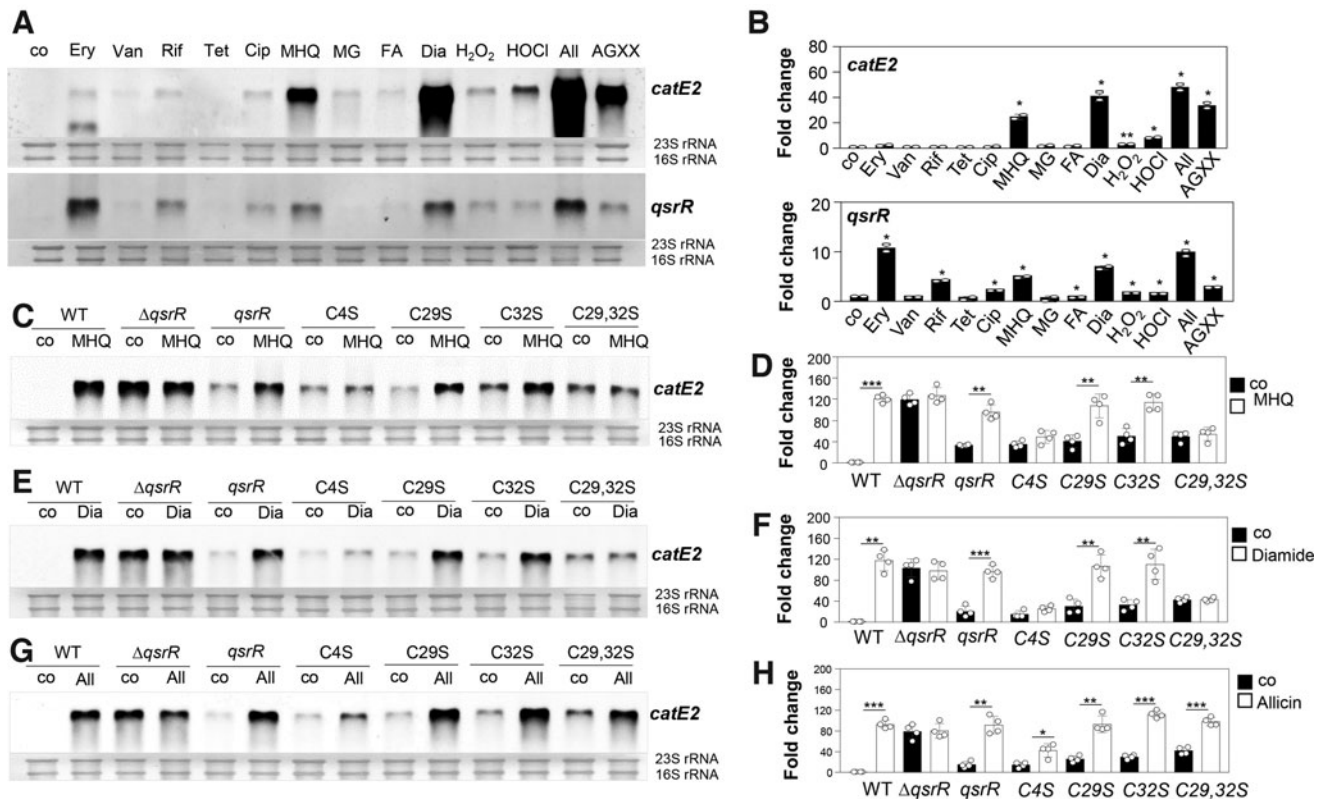 A
co Ery Van Rif Tet Cip MHQ MG FA Dia H2O2 HOCl All AGXX
catE2
23S rRNA
16S rRNA
qsrR
23S rRNA
16S rRNA
B
catE2
Fold change
80
60
40
20
0
* * ** * * *
co Ery Van Rif Tet Cip MHQ MG FA Dia H2O2 HOCl All AGXX
qsrR
Fold change
20
10
0
* * * * * * * * * *
co Ery Van Rif Tet Cip MHQ MG FA Dia H2O2 HOCl All AGXX
C
WT ΔqsrR qsrR C4S C29S C32S C29,32S
co MHQ co MHQ co MHQ co MHQ co MHQ co MHQ co MHQ
catE2
23S rRNA
16S rRNA
D
Fold change
200
160
120
80
40
0
*** ** ** **
co
MHQ
WT ΔqsrR qsrR C4S C29S C32S C29,32S
E
WT ΔqsrR qsrR C4S C29S C32S C29,32S
co Dia co Dia co Dia co Dia co Dia co Dia co Dia
catE2
23S rRNA
16S rRNA
F
Fold change
200
160
120
80
40
0
** *** ** **
co
Diamide
WT ΔqsrR qsrR C4S C29S C32S C29,32S
G
WT ΔqsrR qsrR C4S C29S C32S C29,32S
co All co All co All co All co All co All co All
catE2
23S rRNA
16S rRNA
H
Fold change
200
160
120
80
40
0
*** ** * ** *** ***
co
Allicin
WT ΔqsrR qsrR C4S C29S C32S C29,32S